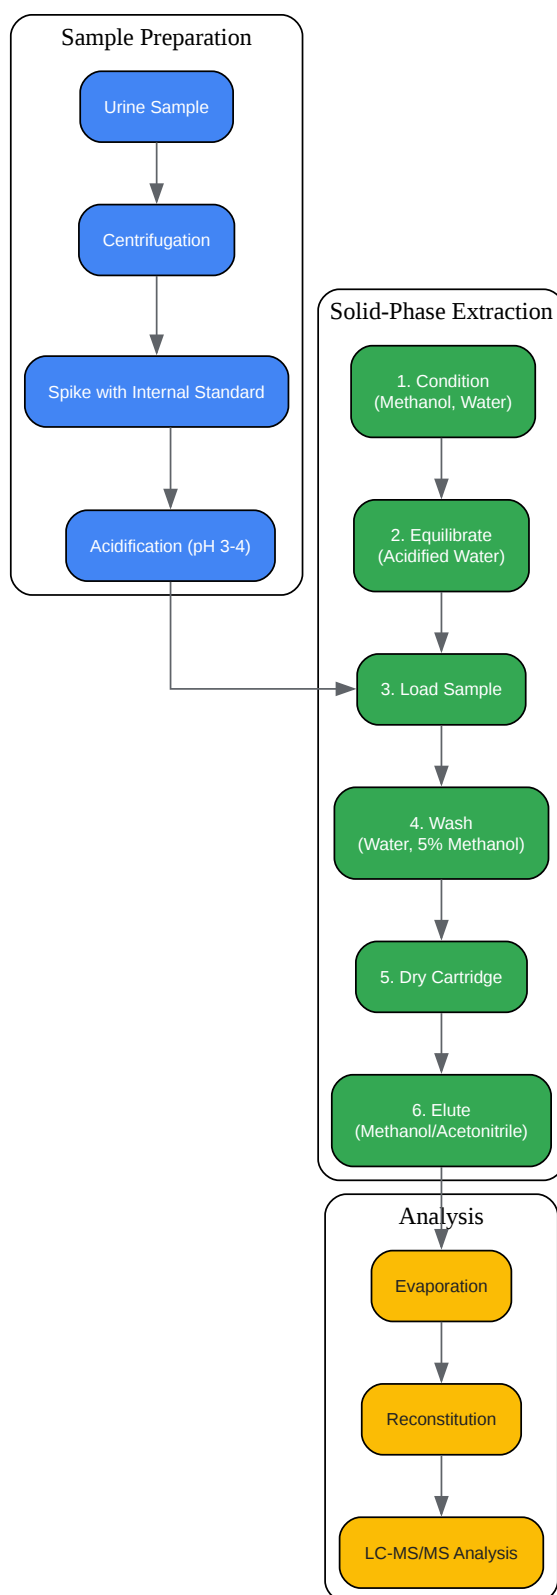 Sample Preparation
Urine Sample
Centrifugation
Spike with Internal Standard
Acidification (pH 3-4)
Solid-Phase Extraction
1. Condition
(Methanol, Water)
2. Equilibrate
(Acidified Water)
3. Load Sample
4. Wash
(Water, 5% Methanol)
5. Dry Cartridge
6. Elute
(Methanol/Acetonitrile)
Analysis
Evaporation
Reconstitution
LC-MS/MS Analysis